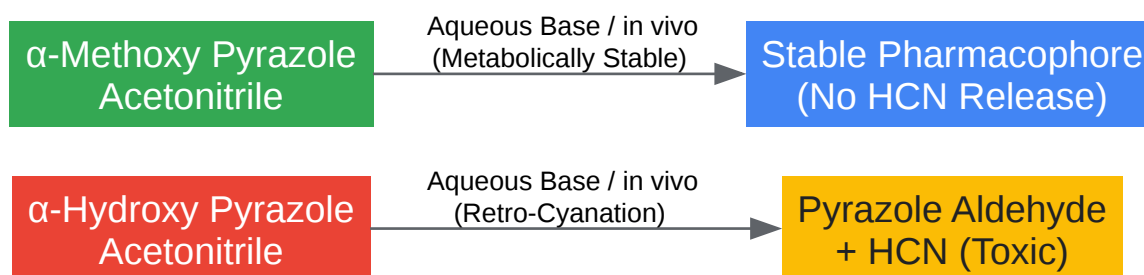 α-Methoxy Pyrazole
Acetonitrile
Aqueous Base / in vivo
(Metabolically Stable)
Stable Pharmacophore
(No HCN Release)
α-Hydroxy Pyrazole
Acetonitrile
Aqueous Base / in vivo
(Retro-Cyanation)
Pyrazole Aldehyde
+ HCN (Toxic)